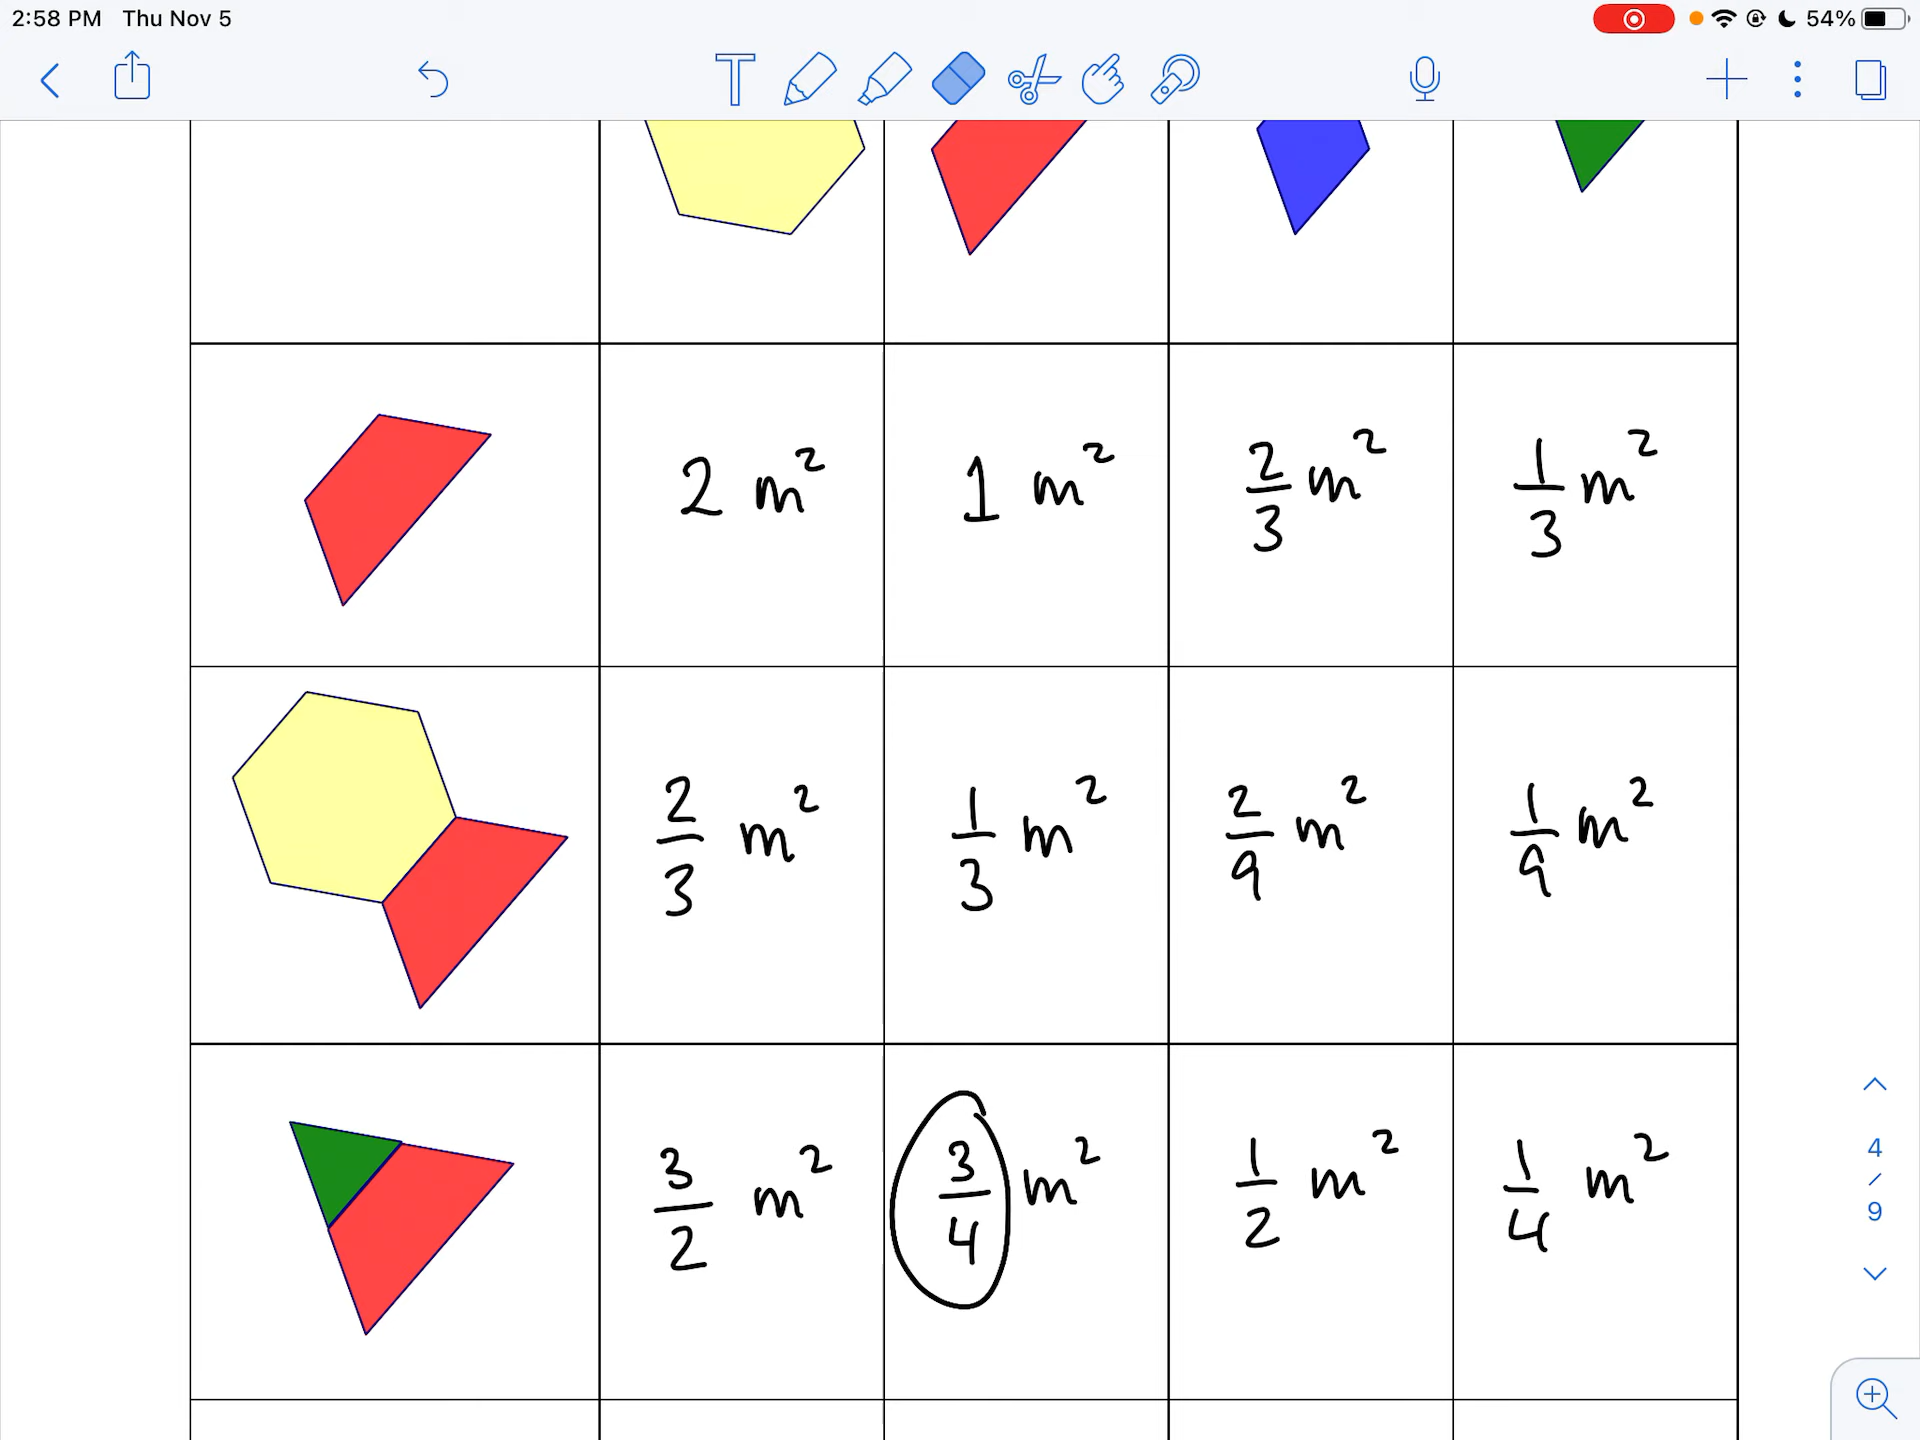 2:58 PM Thu Nov 5 54%
T
2 m² 1 m² 2/3 m² 1/3 m²
2/3 m² 1/3 m² 2/9 m² 1/9 m²
3/2 m² 3/4 m² 1/2 m² 1/4 m²
4
/
9